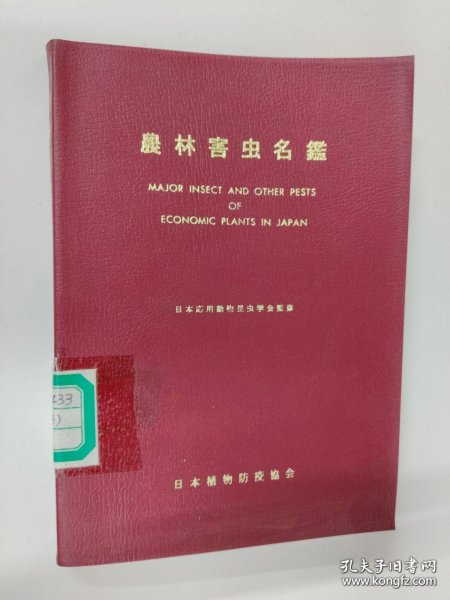 農林害虫名鑑
MAJOR INSECT AND OTHER PESTS
OF
ECONOMIC PLANTS IN JAPAN
日本応用動物昆虫学会監修
433
日本植物防疫協会
孔夫子旧书网
www.kongfz.com